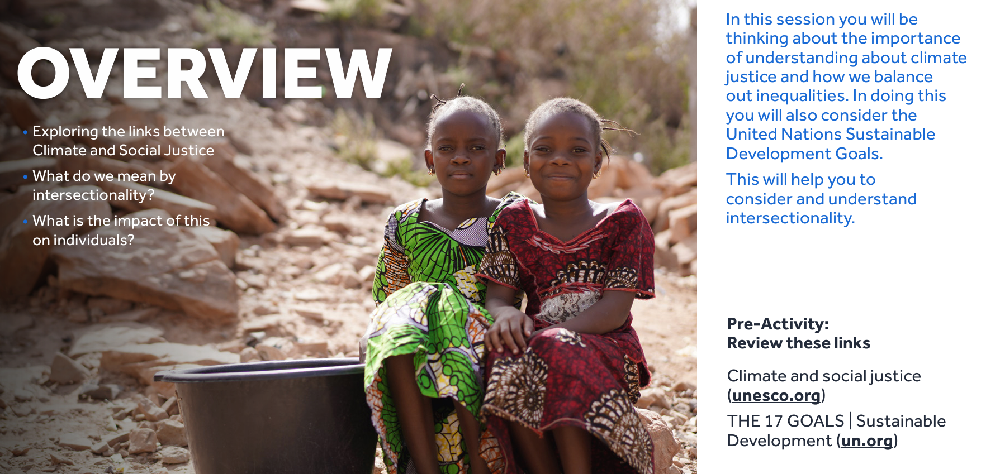 OVERVIEW
• Exploring the links between
Climate and Social Justice
• What do we mean by
intersectionality?
• What is the impact of this
on individuals?
In this session you will be
thinking about the importance
of understanding about climate
justice and how we balance
out inequalities. In doing this
you will also consider the
United Nations Sustainable
Development Goals.
This will help you to
consider and understand
intersectionality.
Pre-Activity:
Review these links
Climate and social justice
(unesco.org)
THE 17 GOALS | Sustainable
Development (un.org)